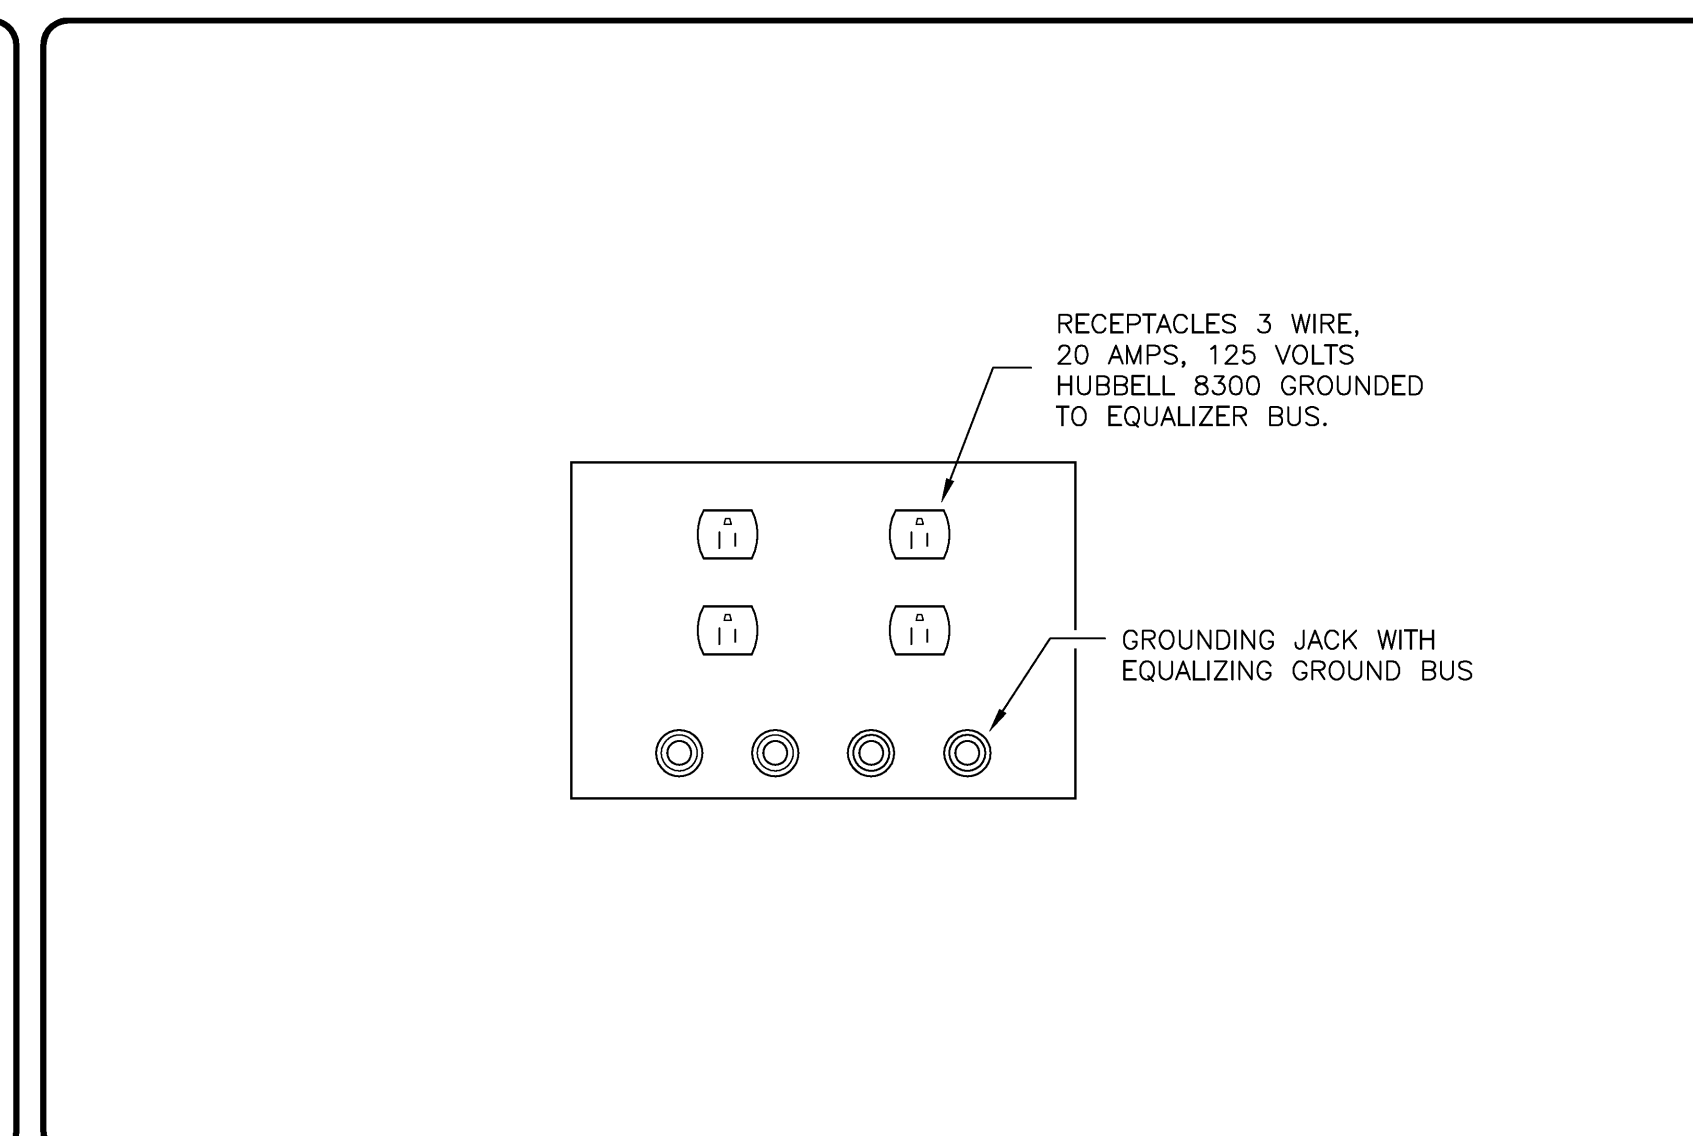 RECEPTACLES 3 WIRE,
20 AMPS, 125 VOLTS
HUBBELL 8300 GROUNDED
TO EQUALIZER BUS.
GROUNDING JACK WITH
EQUALIZING GROUND BUS